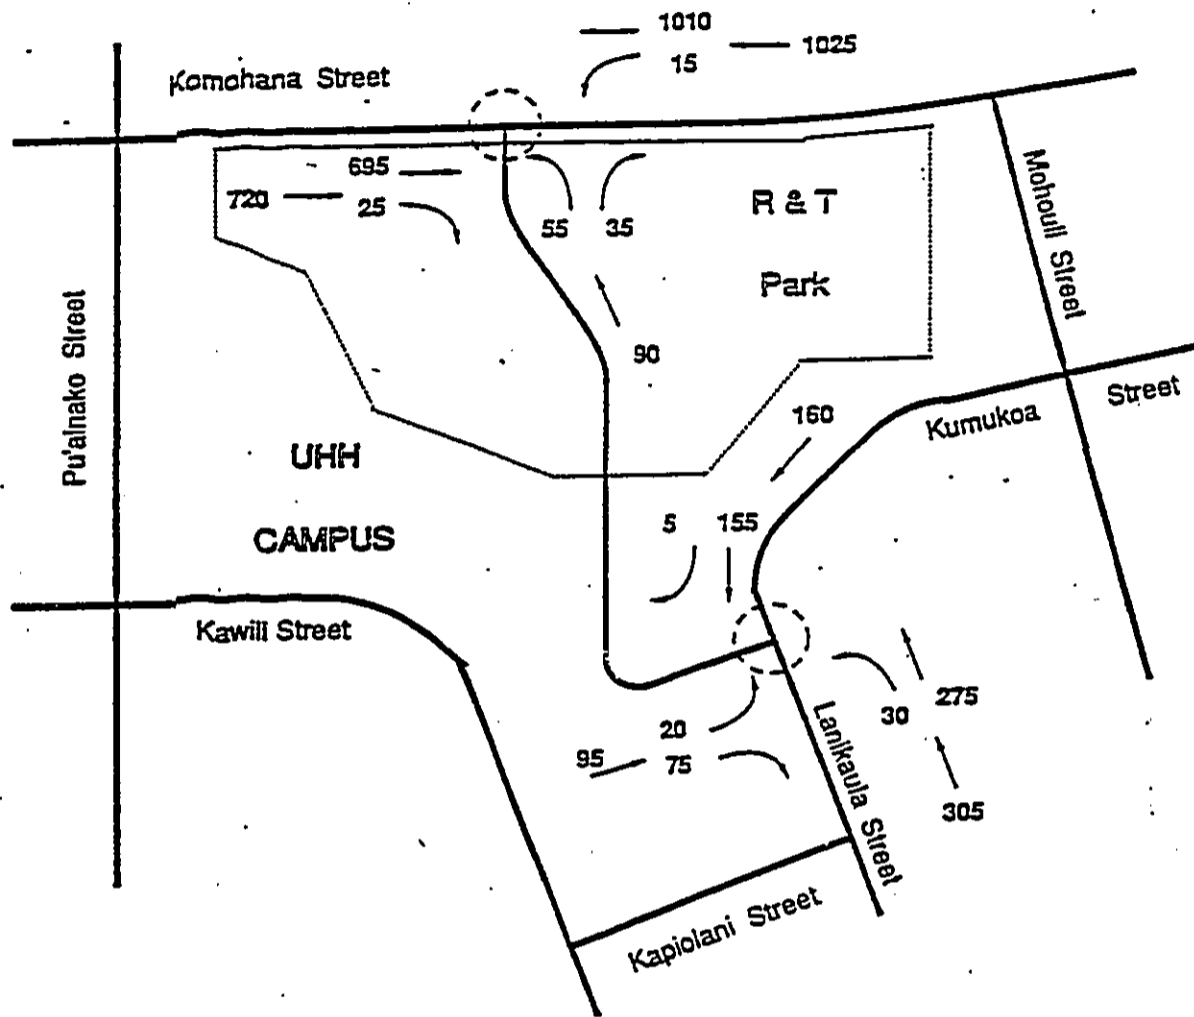 1010
1025
15
Komohana Street
695
720
25
55
35
R & T
Park
Mohouli Street
90
Pu'ainako Street
160
Kumukoa
Street
UHH
CAMPUS
5
155
Kawili Street
275
30
20
95
75
Lanikaula Street
305
Kapiolani Street